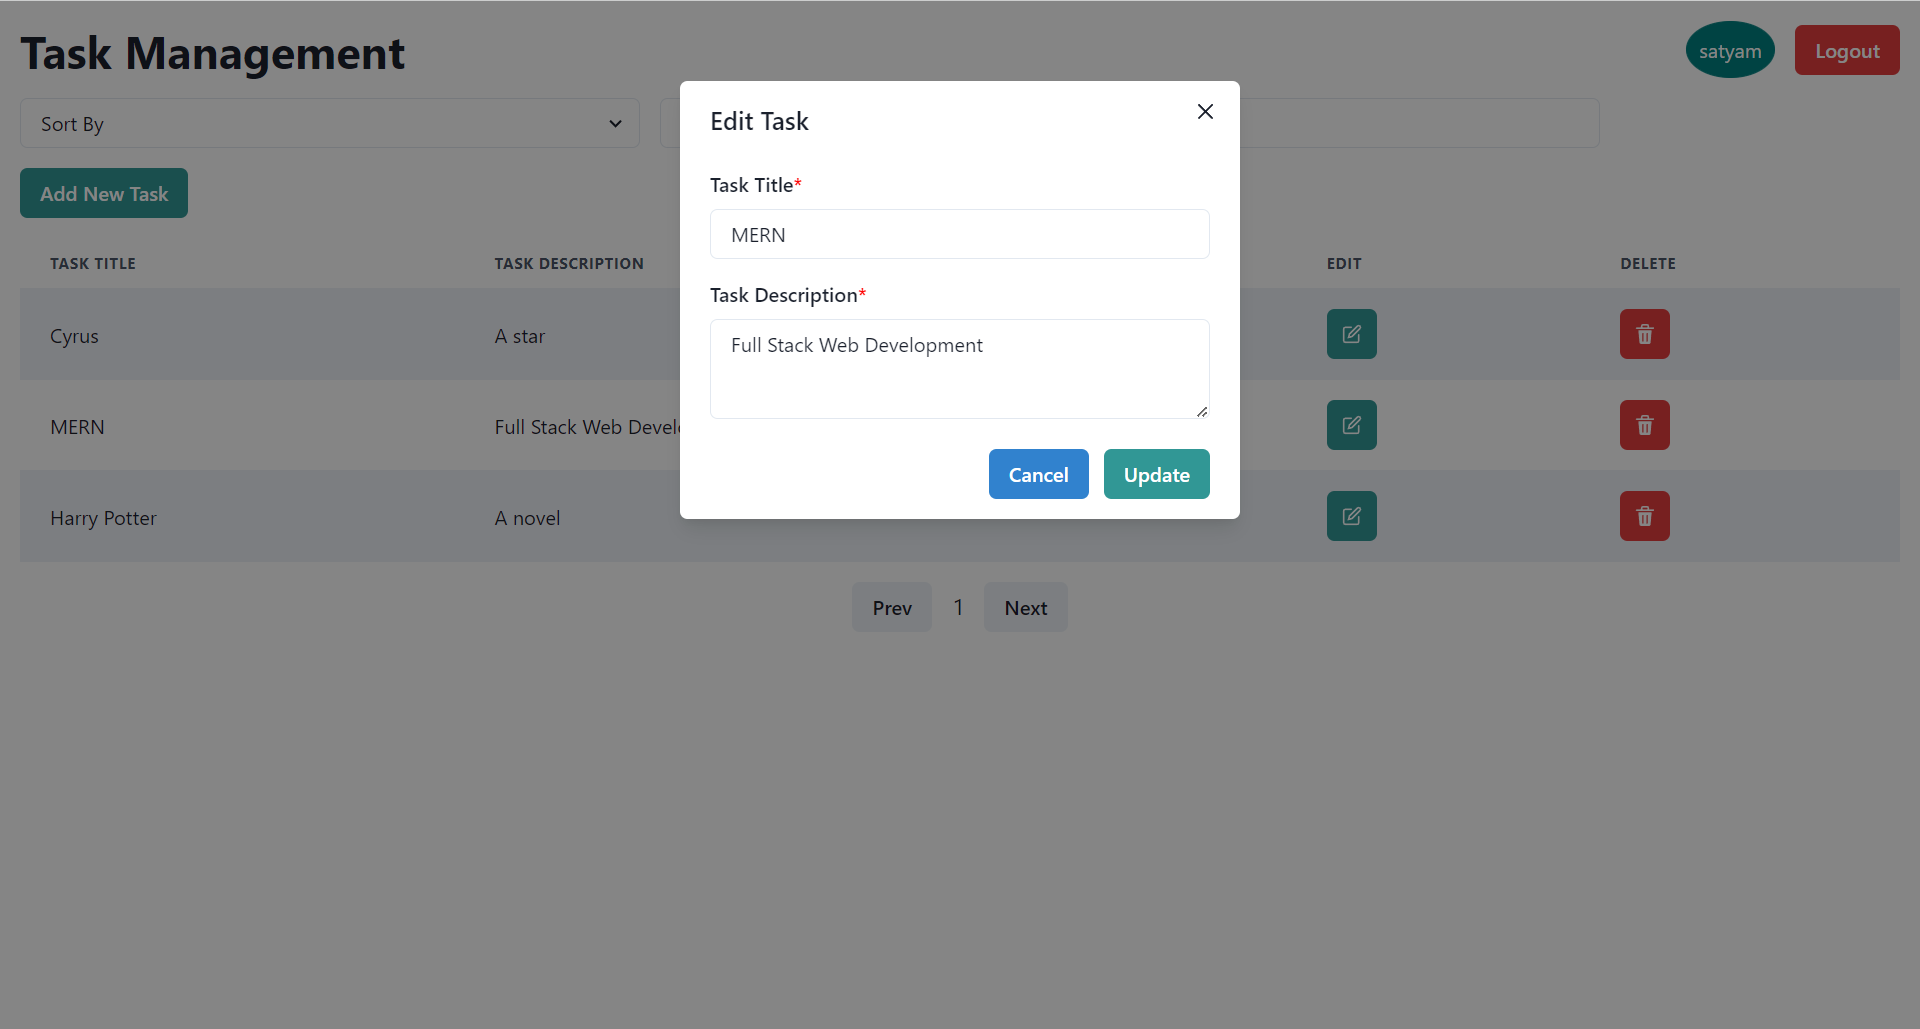 Task Management
satyam
Logout
Sort By
Add New Task
TASK TITLE
TASK DESCRIPTION
EDIT
DELETE
Cyrus
A star
MERN
Full Stack Web
Harry Potter
A novel
Prev
1
Next
Edit Task
Task Title*
MERN
Task Description*
Full Stack Web Development
Cancel
Update